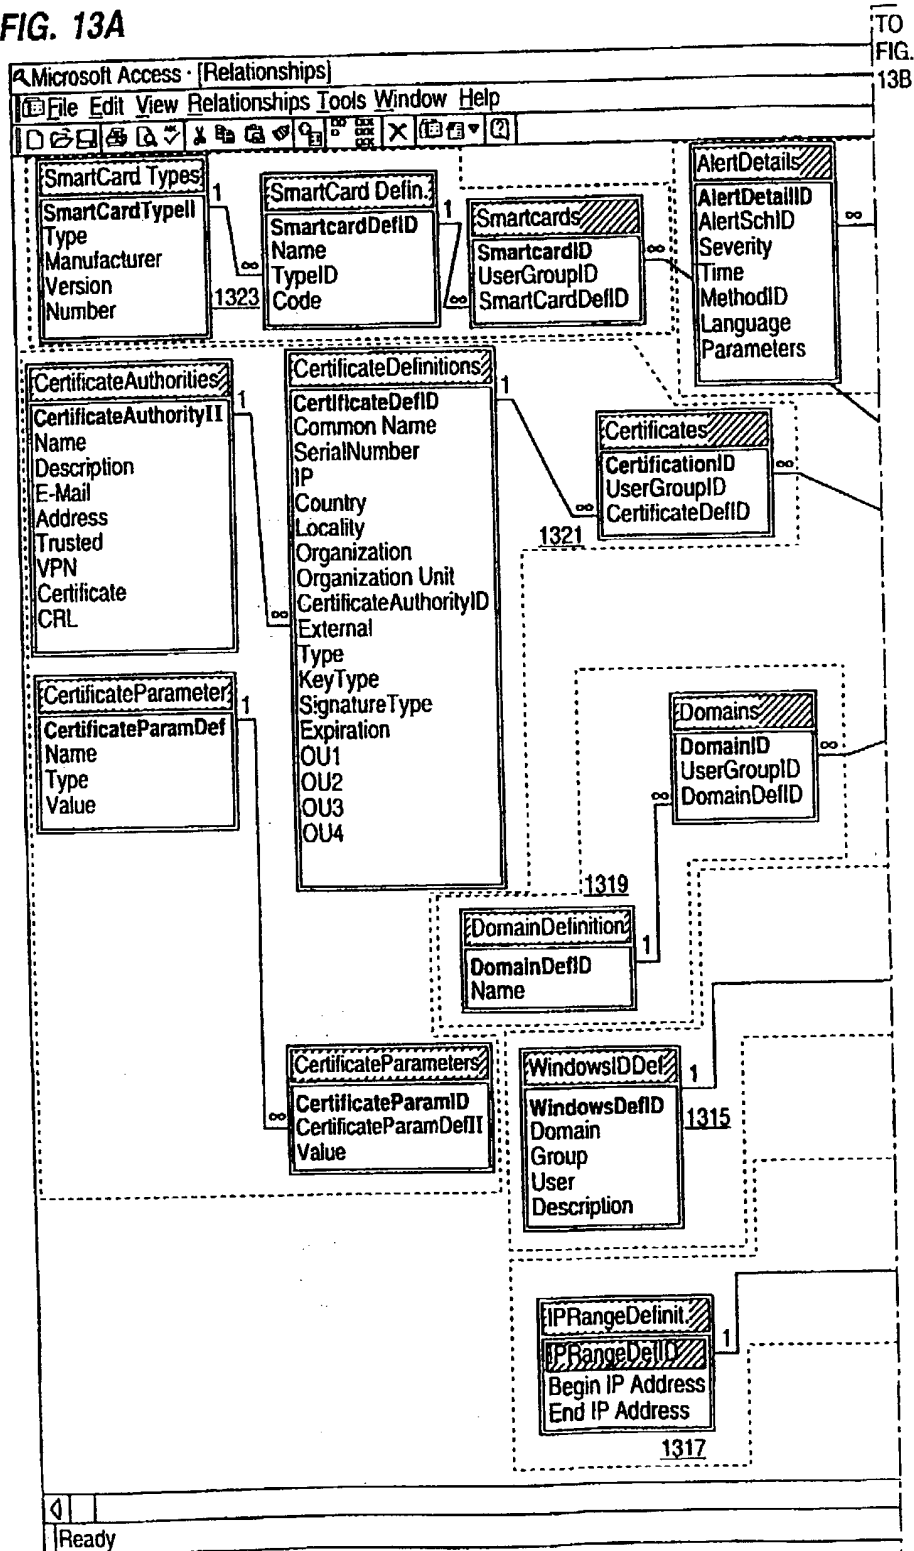 FIG. 13A
TO
FIG.
13B
Microsoft Access · [Relationships]
File Edit View Relationships Tools Window Help
SmartCard Types
SmartCardTypeII
Type
Manufacturer
Version
Number
1
∞
1323
SmartCard Defin.
SmartcardDefID
Name
TypeID
Code
1
∞
Smartcards
SmartcardID
UserGroupID
SmartCardDefID
∞
AlertDetails
AlertDetailID
AlertSchID
Severity
Time
MethodID
Language
Parameters
∞
CertificateAuthorities
CertificateAuthorityII
Name
Description
E-Mail
Address
Trusted
VPN
Certificate
CRL
1
∞
CertificateDefinitions
CertificateDefID
Common Name
SerialNumber
IP
Country
Locality
Organization
Organization Unit
CertificateAuthorityID
External
Type
KeyType
SignatureType
Expiration
OU1
OU2
OU3
OU4
1
∞
1321
Certificates
CertificationID
UserGroupID
CertificateDefID
∞
CertificateParameter
CertificateParamDef
Name
Type
Value
1
∞
Domains
DomainID
UserGroupID
DomainDefID
∞
∞
1319
DomainDefinition
DomainDefID
Name
1
CertificateParameters
CertificateParamID
CertificateParamDefII
Value
WindowsIDDef
WindowsDefID
Domain
Group
User
Description
1
1315
IPRangeDefinit.
IPRangeDefID
Begin IP Address
End IP Address
1
1317
Ready